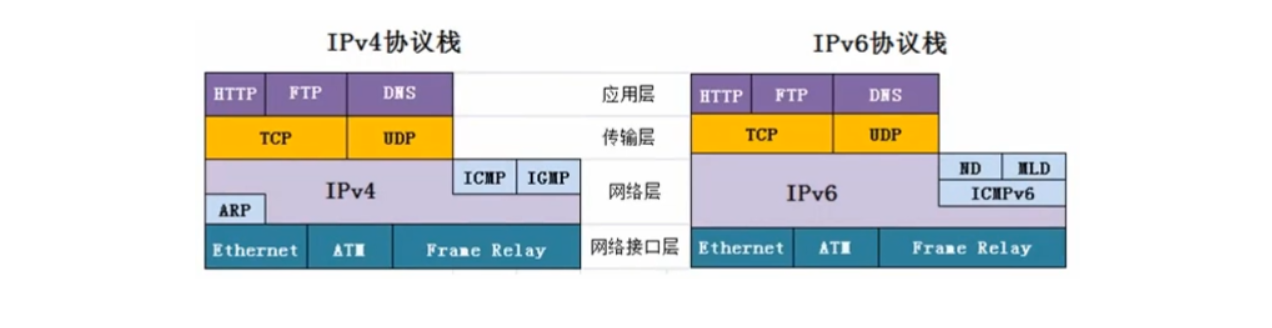 IPv4协议栈
IPv6协议栈
HTTP FTP DNS
应用层
HTTP FTP DNS
TCP UDP
传输层
TCP UDP
ICMP IGMP
IPv4
ARP
网络层
ND MLD
ICMPv6
IPv6
Ethernet ATM Frame Relay
网络接口层
Ethernet ATM Frame Relay